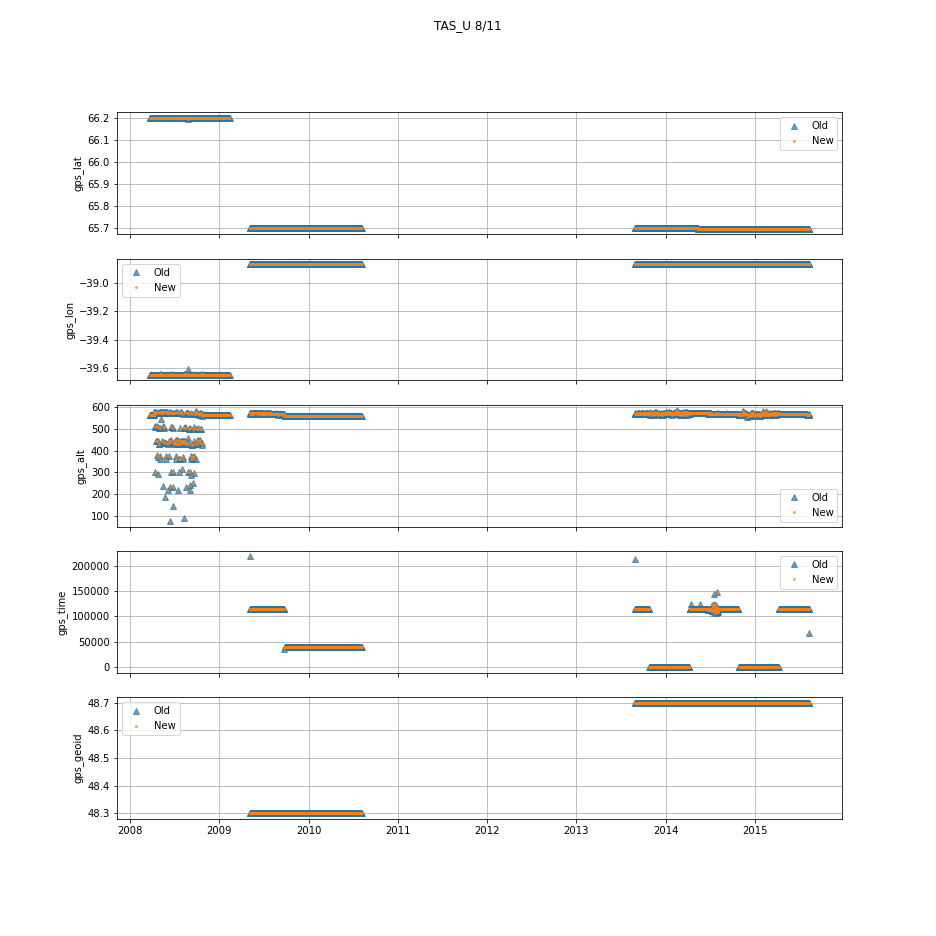 TAS_U 8/11
gps_lat
66.2
66.1
66.0
65.9
65.8
65.7
Old
New
gps_lon
−39.0
−39.2
−39.4
−39.6
Old
New
gps_alt
600
500
400
300
200
100
Old
New
gps_time
200000
150000
100000
50000
0
Old
New
gps_geoid
48.7
48.6
48.5
48.4
48.3
Old
New
2008 2009 2010 2011 2012 2013 2014 2015